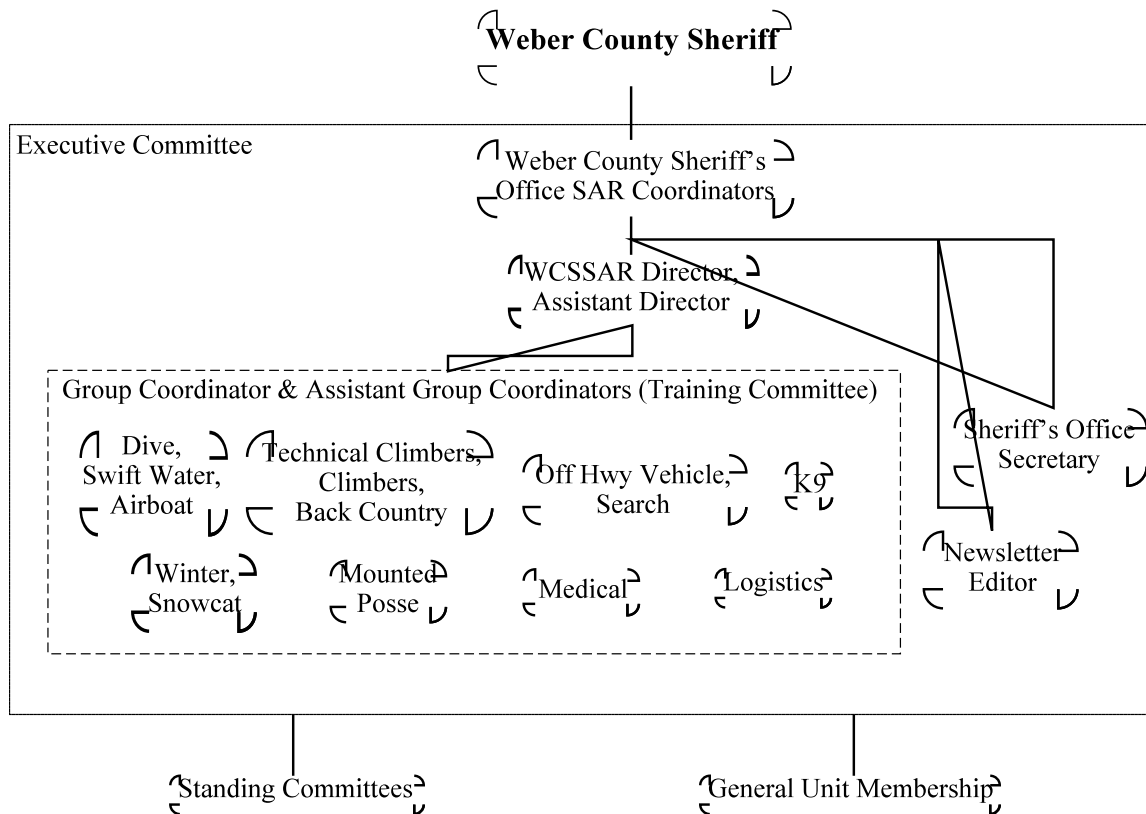 Weber County Sheriff
Executive Committee
Weber County Sheriff’s
Office SAR Coordinators
WCSSAR Director,
Assistant Director
Group Coordinator & Assistant Group Coordinators (Training Committee)
Dive,
Swift Water,
Airboat
Technical Climbers,
Climbers,
Back Country
Off Hwy Vehicle,
Search
K9
Sheriff’s Office
Secretary
Winter,
Snowcat
Mounted
Posse
Medical
Logistics
Newsletter
Editor
Standing Committees
General Unit Membership